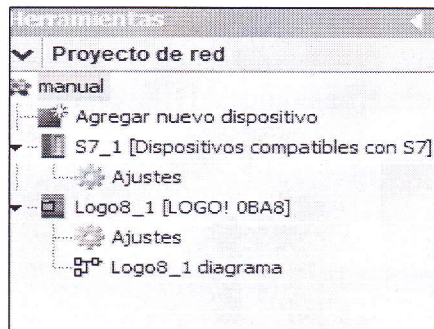 Herramientas
Proyecto de red
manual
Agregar nuevo dispositivo
S7_1 [Dispositivos compatibles con S7]
Ajustes
Logo8_1 [LOGO! 0BA8]
Ajustes
Logo8_1 diagrama